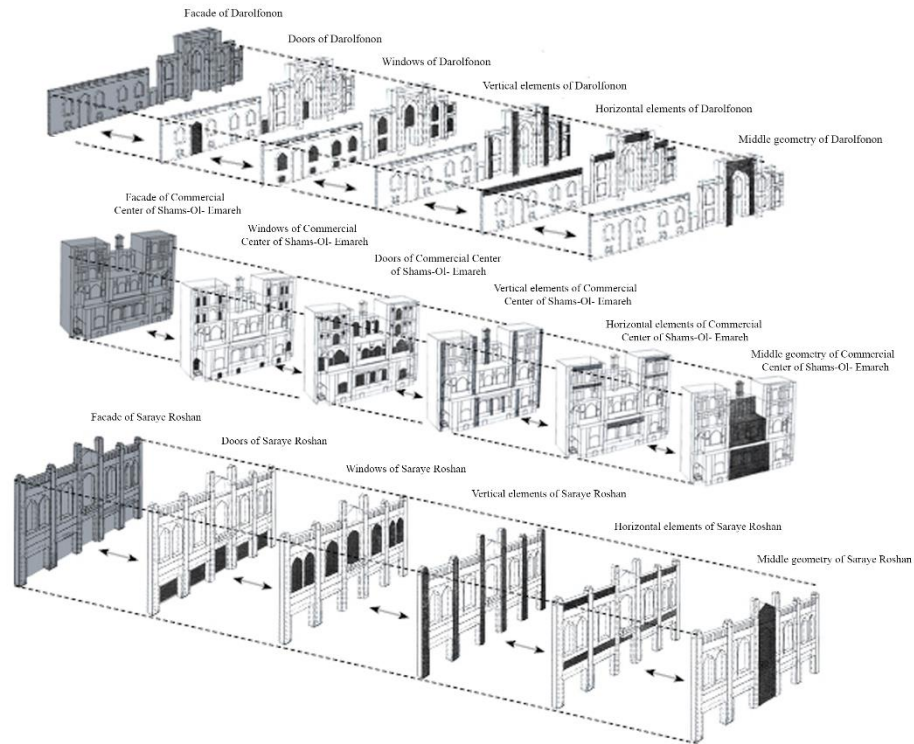 Facade of Darolfonon
Doors of Darolfonon
Windows of Darolfonon
Vertical elements of Darolfonon
Horizontal elements of Darolfonon
Middle geometry of Darolfonon
Facade of Commercial
Center of Shams-Ol- Emareh
Windows of Commercial
Center of Shams-Ol- Emareh
Doors of Commercial Center
of Shams-Ol- Emareh
Vertical elements of Commercial
Center of Shams-Ol- Emareh
Horizontal elements of Commercial
Center of Shams-Ol- Emareh
Middle geometry of Commercial
Center of Shams-Ol- Emareh
Facade of Saraye Roshan
Doors of Saraye Roshan
Windows of Saraye Roshan
Vertical elements of Saraye Roshan
Horizontal elements of Saraye Roshan
Middle geometry of Saraye Roshan